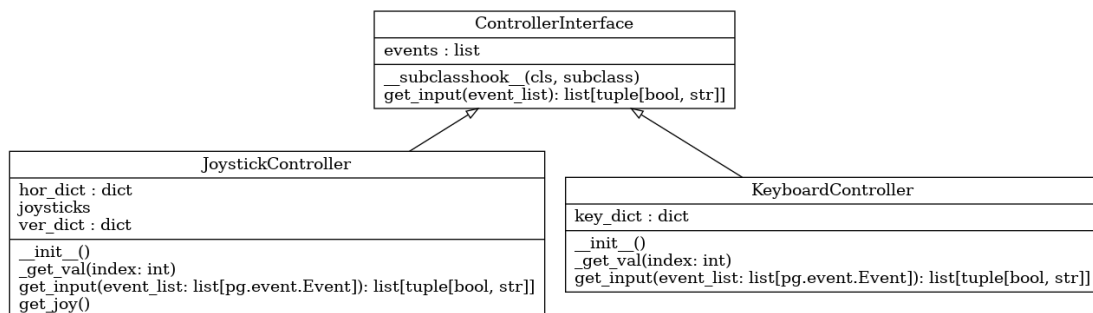 ControllerInterface
events : list
__subclasshook__(cls, subclass)
get_input(event_list): list[tuple[bool, str]]
JoystickController
hor_dict : dict
joysticks
ver_dict : dict
__init__()
_get_val(index: int)
get_input(event_list: list[pg.event.Event]): list[tuple[bool, str]]
get_joy()
KeyboardController
key_dict : dict
__init__()
_get_val(index: int)
get_input(event_list: list[pg.event.Event]): list[tuple[bool, str]]